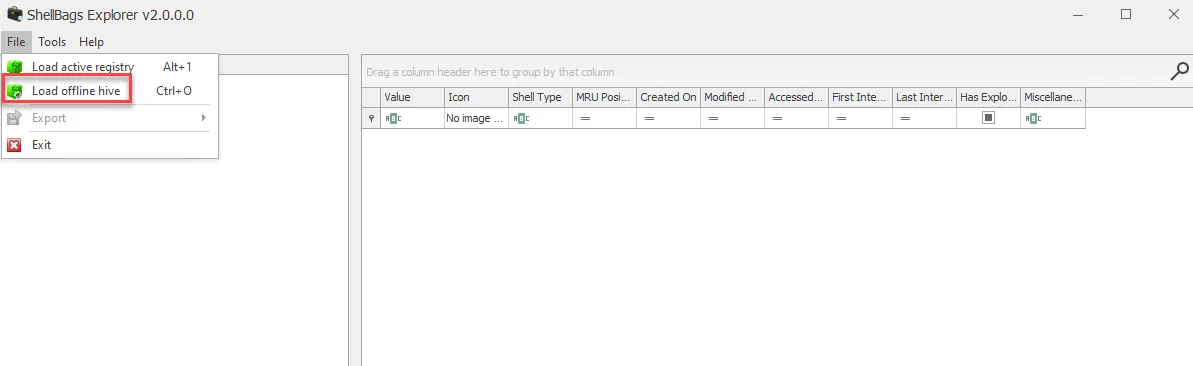 ShellBags Explorer v2.0.0.0
File Tools Help
Load active registry Alt+1
Load offline hive Ctrl+O
Export
Exit
Drag a column header here to group by that column
Value Icon Shell Type MRU Posi... Created On Modified ... Accessed... First Inte... Last Inter... Has Explo... Miscellane...
ABC No image ... ABC = = = = = = ABC